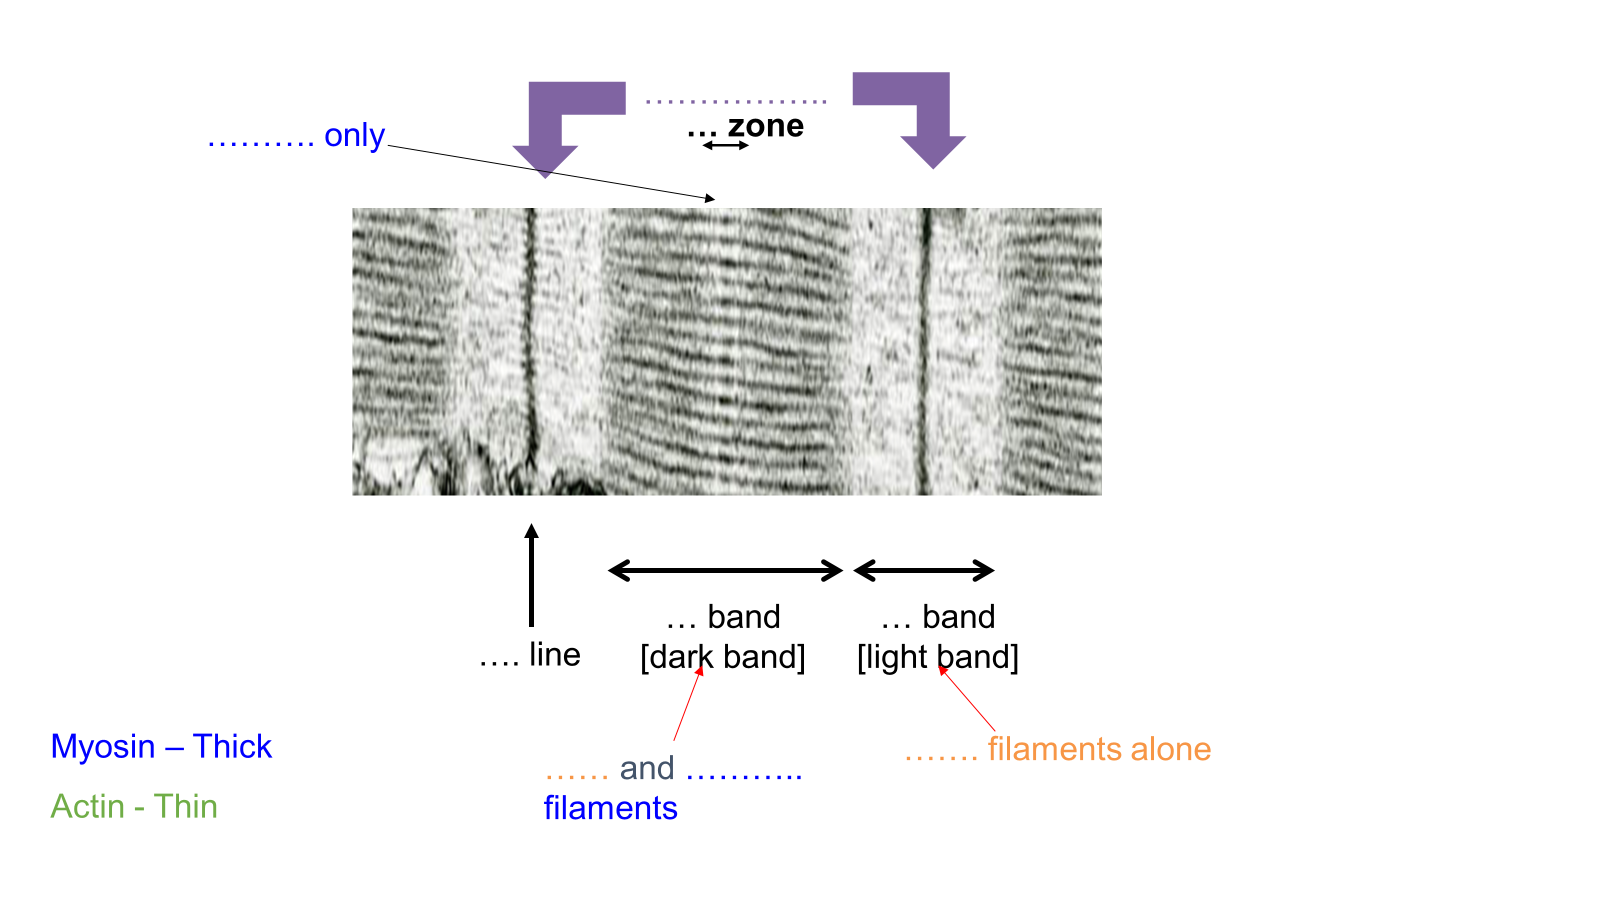 ……………..
… zone
………. only
…. line
… band
[dark band]
… band
[light band]
Myosin – Thick
Actin - Thin
…… and ………..
filaments
……. filaments alone